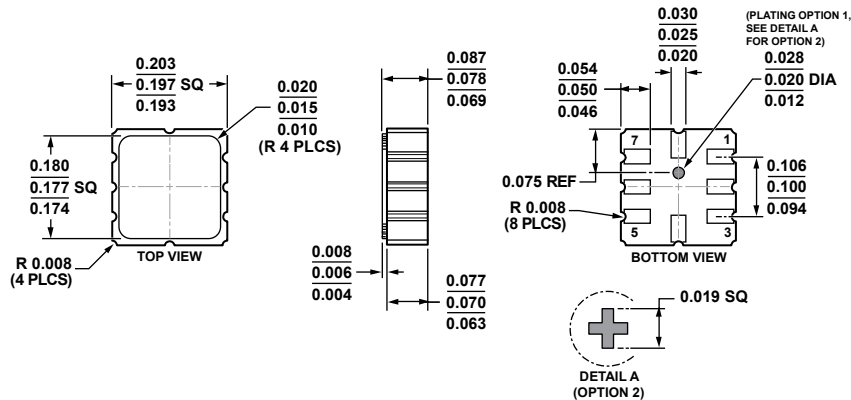 0.203
0.197 SQ
0.193
0.020
0.015
0.010
(R 4 PLCS)
0.180
0.177 SQ
0.174
R 0.008
(4 PLCS)
TOP VIEW
0.087
0.078
0.069
0.008
0.006
0.004
0.077
0.070
0.063
0.030
0.025
0.020
(PLATING OPTION 1,
SEE DETAIL A
FOR OPTION 2)
0.054
0.050
0.046
0.028
0.020 DIA
0.012
7
1
0.075 REF
0.106
0.100
0.094
R 0.008
(8 PLCS)
5
3
BOTTOM VIEW
0.019 SQ
DETAIL A
(OPTION 2)